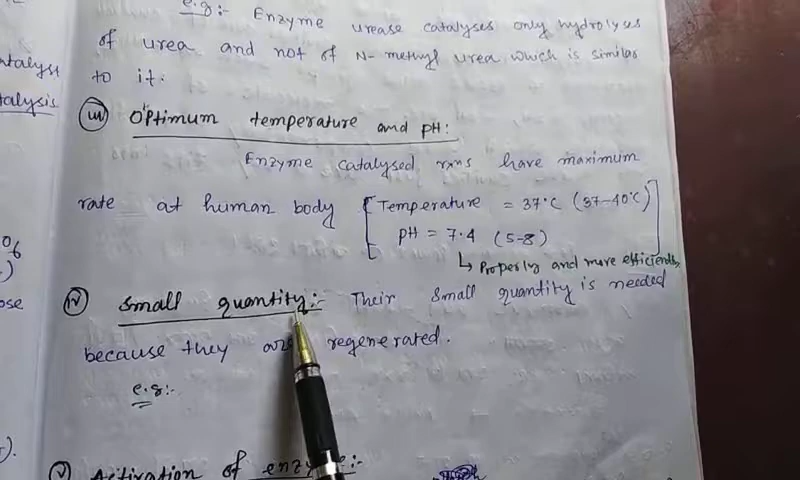 e.g:- Enzyme urease catalyses only hydrolyses
of urea and not of N-methyl urea which is similar
to it.
(iii) Optimum temperature and pH:
Enzyme catalysed rxns have maximum
rate at human body [Temperature = 37°C (37-40°C)]
pH = 7.4 (5-8)
↳ Properly and more efficiently
(iv) Small quantity:- Their small quantity is needed
because they are regenerated.
e.g:-
(v) Activation of enzyme:-
atalyst
talysis